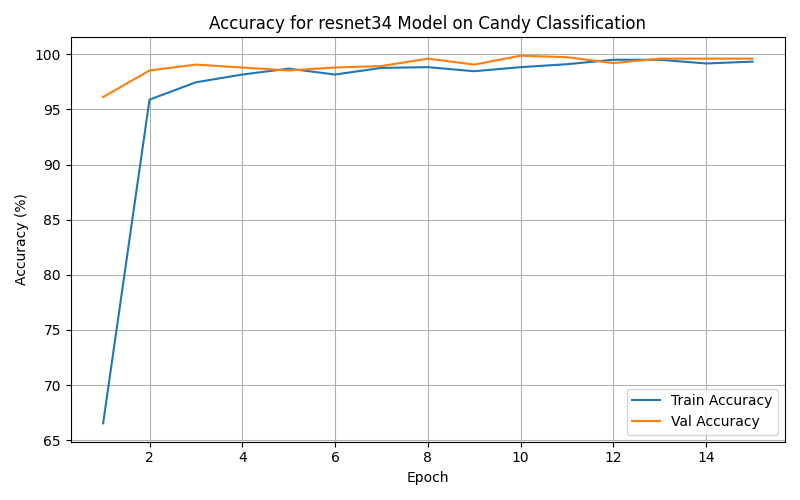 Accuracy for resnet34 Model on Candy Classification
100
95
90
85
80
75
70
65
Accuracy (%)
Train Accuracy
Val Accuracy
2 4 6 8 10 12 14
Epoch